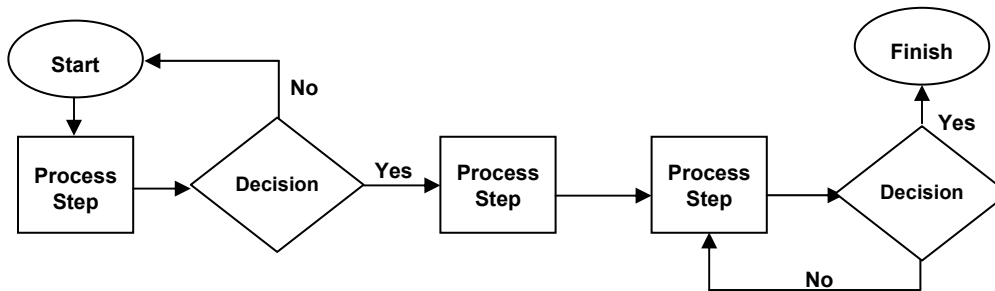 Start
Finish
No
Yes
Process
Step
Decision
Yes
Process
Step
Process
Step
Decision
No